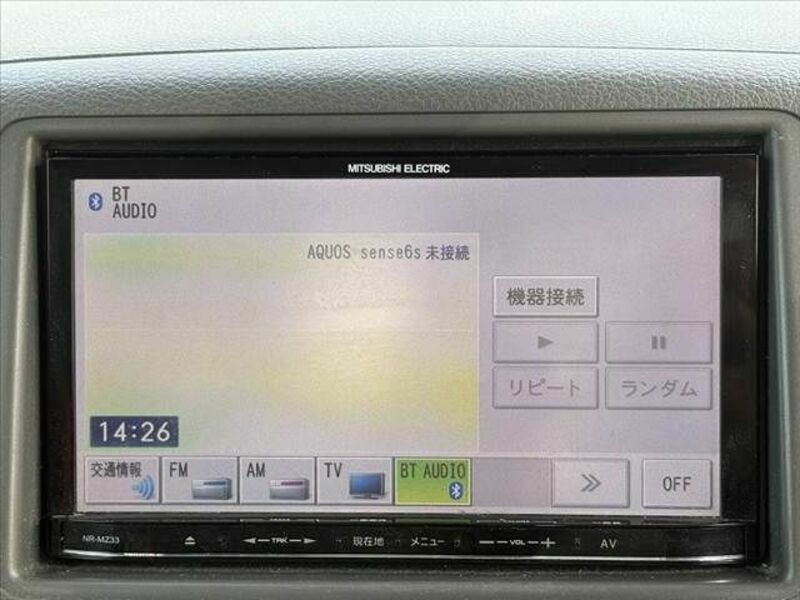 MITSUBISHI ELECTRIC
BT
AUDIO
AQUOS sense6s 未接続
機器接続
リピート ランダム
14:26
交通情報 FM AM TV BT AUDIO OFF
NR-MZ33 TRK 現在地 メニュー VOL AV